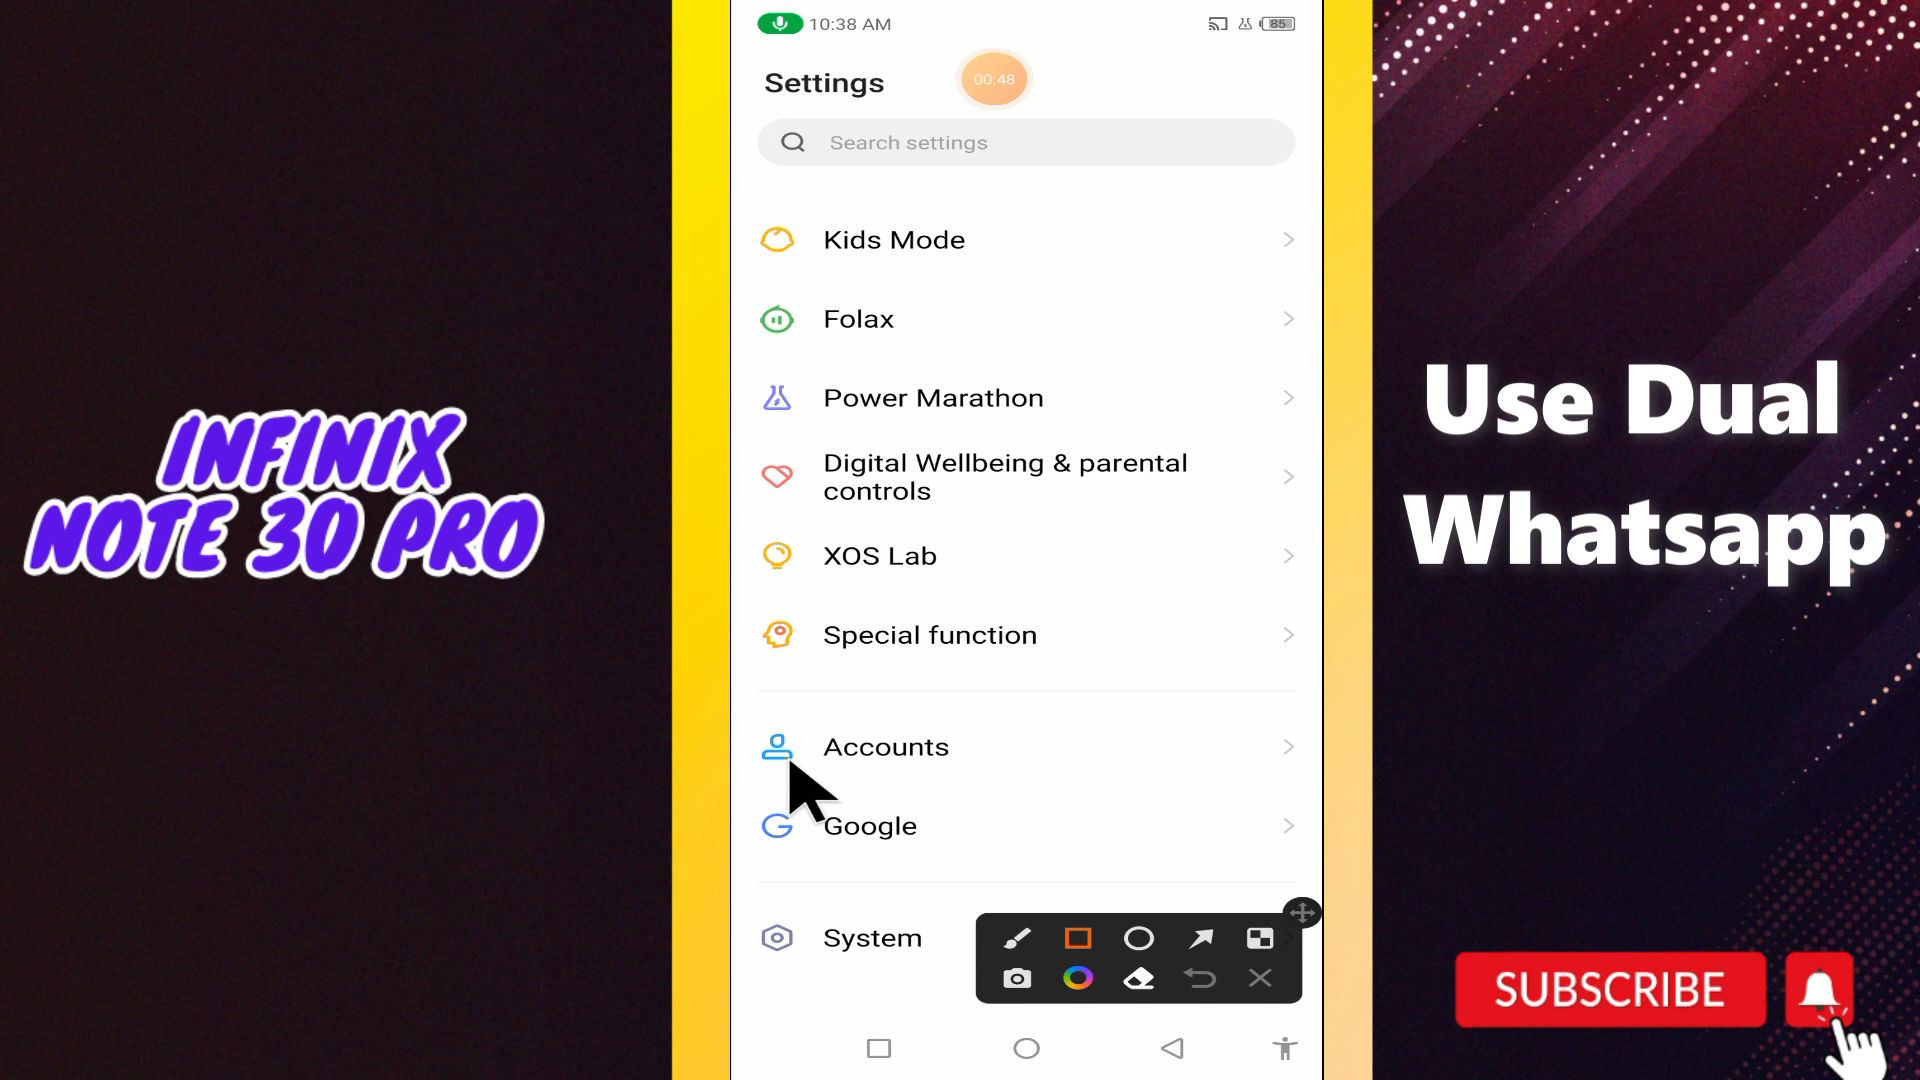 INFINIX
NOTE 30 PRO
10:38 AM
85
Settings
00:48
Search settings
Kids Mode
Folax
Power Marathon
Digital Wellbeing & parental
controls
XOS Lab
Special function
Accounts
Google
System
Use Dual
Whatsapp
SUBSCRIBE